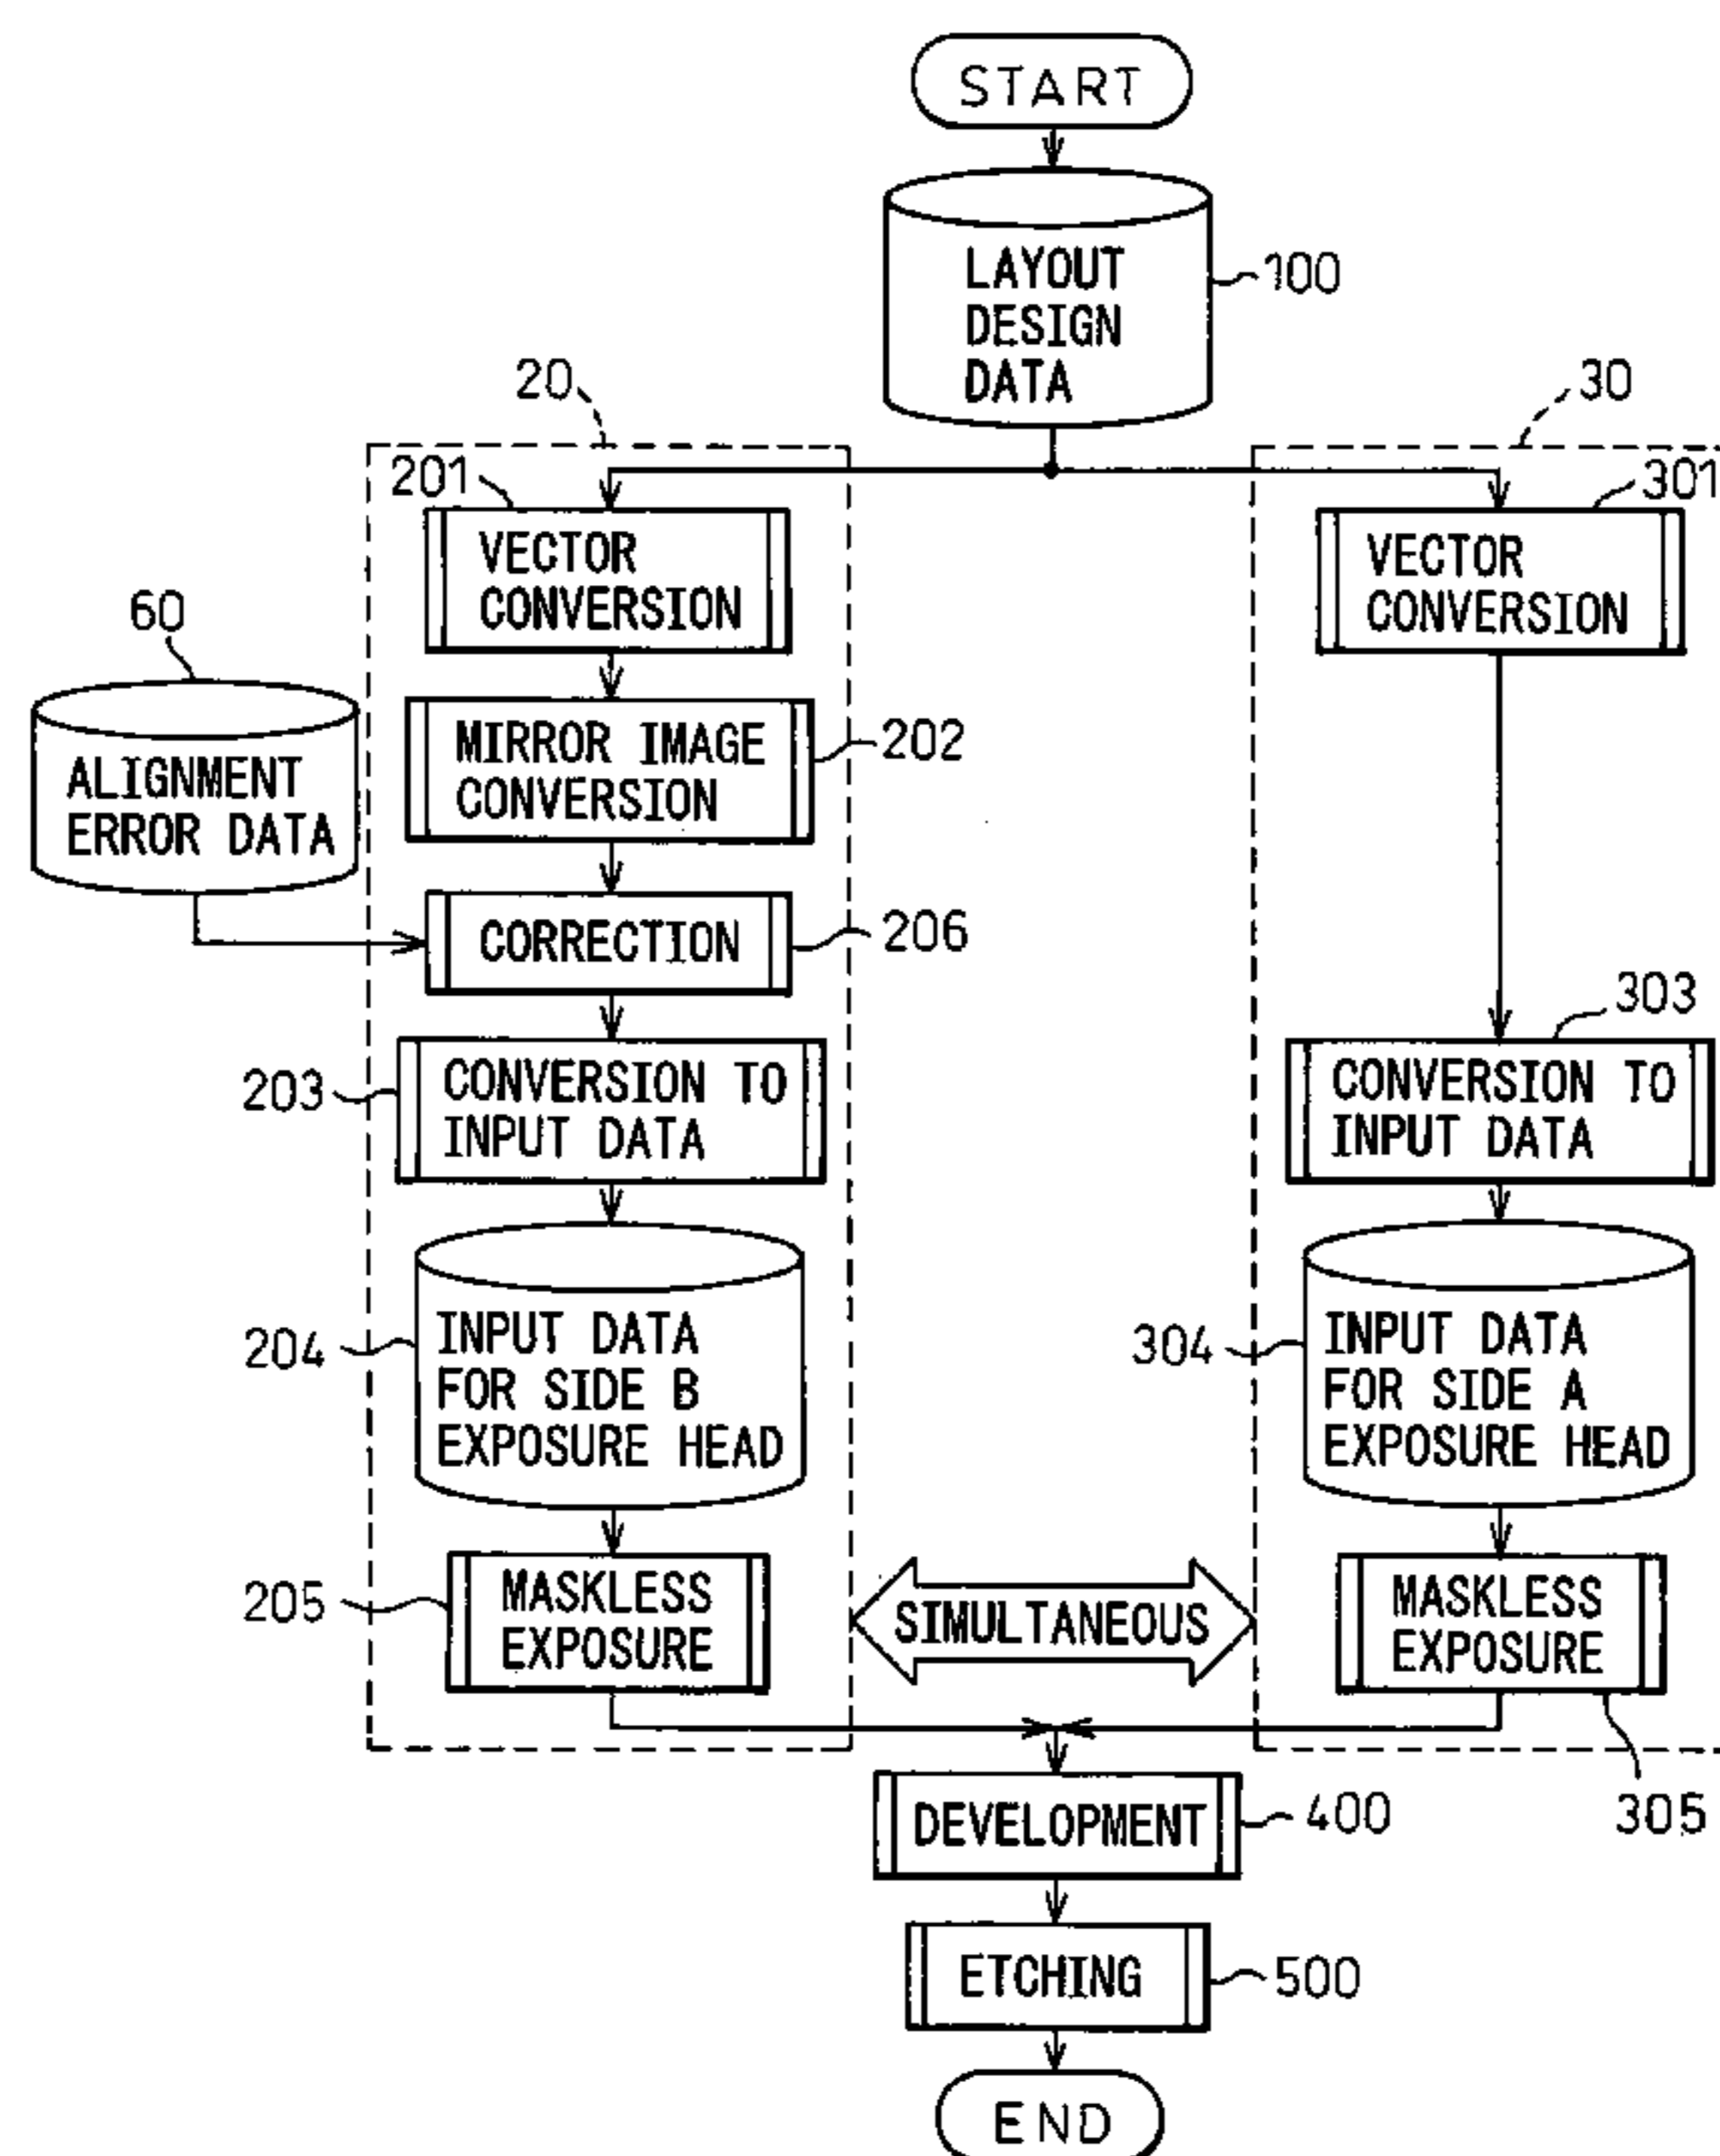 START
LAYOUT
DESIGN
DATA
100
20
30
201
VECTOR
CONVERSION
301
VECTOR
CONVERSION
60
ALIGNMENT
ERROR DATA
MIRROR IMAGE
CONVERSION
202
CORRECTION
206
303
203
CONVERSION TO
INPUT DATA
CONVERSION TO
INPUT DATA
204
INPUT DATA
FOR SIDE B
EXPOSURE HEAD
304
INPUT DATA
FOR SIDE A
EXPOSURE HEAD
205
MASKLESS
EXPOSURE
SIMULTANEOUS
MASKLESS
EXPOSURE
305
DEVELOPMENT
400
ETCHING
500
END